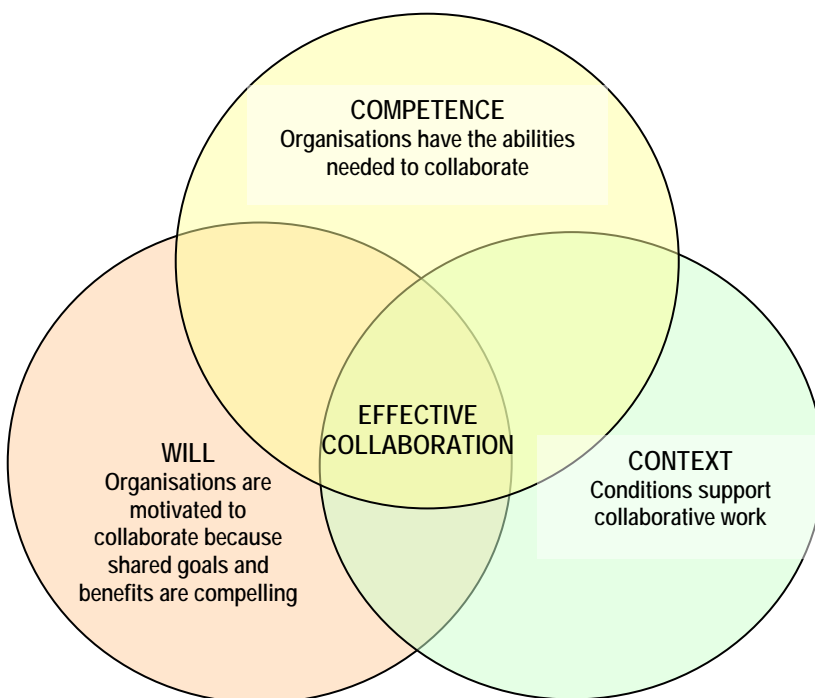 COMPETENCE
Organisations have the abilities
needed to collaborate
EFFECTIVE
COLLABORATION
WILL
Organisations are
motivated to
collaborate because
shared goals and
benefits are compelling
CONTEXT
Conditions support
collaborative work